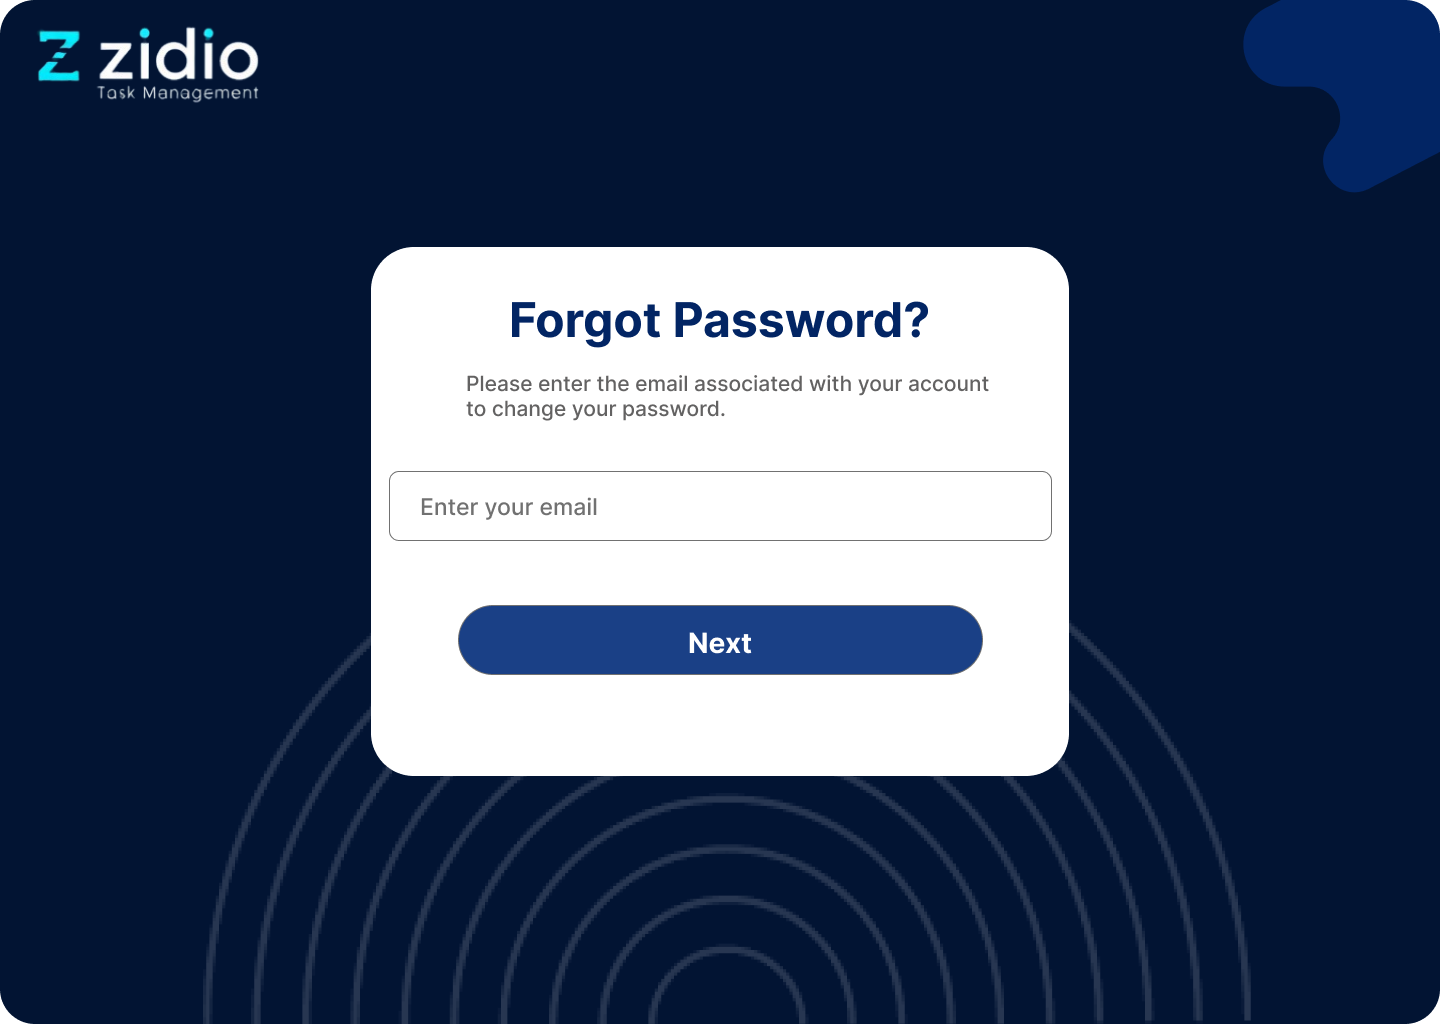 zidio
Task Management
Forgot Password?
Please enter the email associated with your account
to change your password.
Enter your email
Next